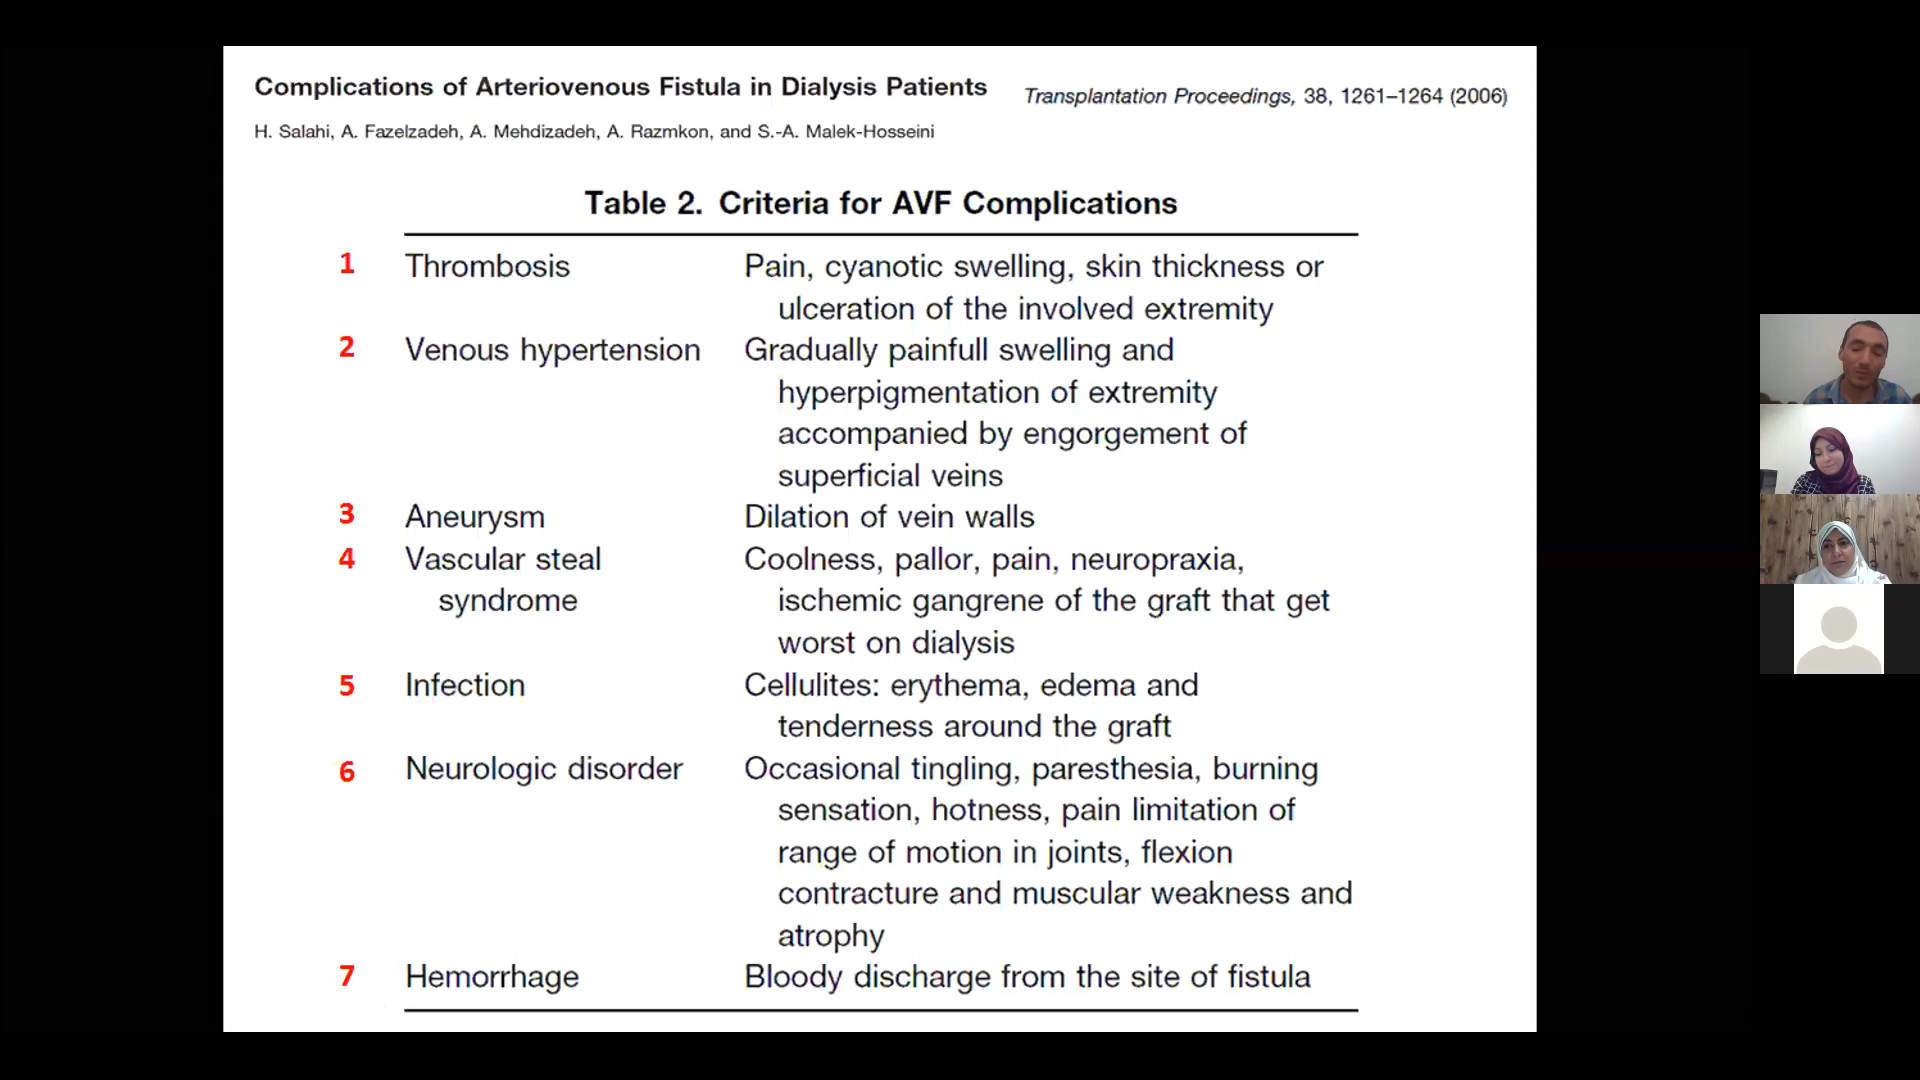 Complications of Arteriovenous Fistula in Dialysis Patients
Transplantation Proceedings, 38, 1261–1264 (2006)
H. Salahi, A. Fazelzadeh, A. Mehdizadeh, A. Razmkon, and S.-A. Malek-Hosseini
Table 2. Criteria for AVF Complications
1 Thrombosis Pain, cyanotic swelling, skin thickness or
ulceration of the involved extremity
2 Venous hypertension Gradually painfull swelling and
hyperpigmentation of extremity
accompanied by engorgement of
superficial veins
3 Aneurysm Dilation of vein walls
4 Vascular steal Coolness, pallor, pain, neuropraxia,
syndrome ischemic gangrene of the graft that get
worst on dialysis
5 Infection Cellulites: erythema, edema and
tenderness around the graft
6 Neurologic disorder Occasional tingling, paresthesia, burning
sensation, hotness, pain limitation of
range of motion in joints, flexion
contracture and muscular weakness and
atrophy
7 Hemorrhage Bloody discharge from the site of fistula